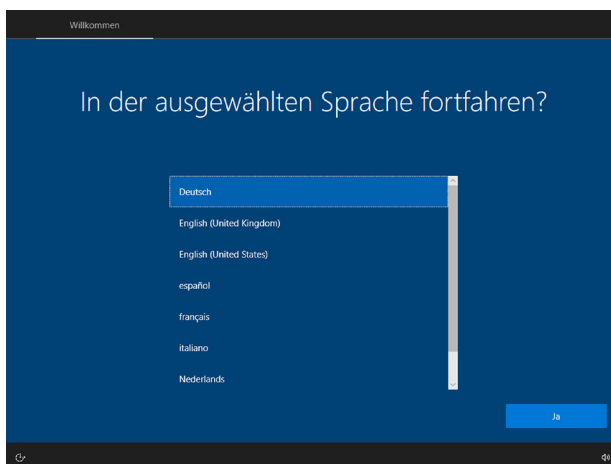 Willkommen
In der ausgewählten Sprache fortfahren?
Deutsch
English (United Kingdom)
English (United States)
español
français
italiano
Nederlands
Ja